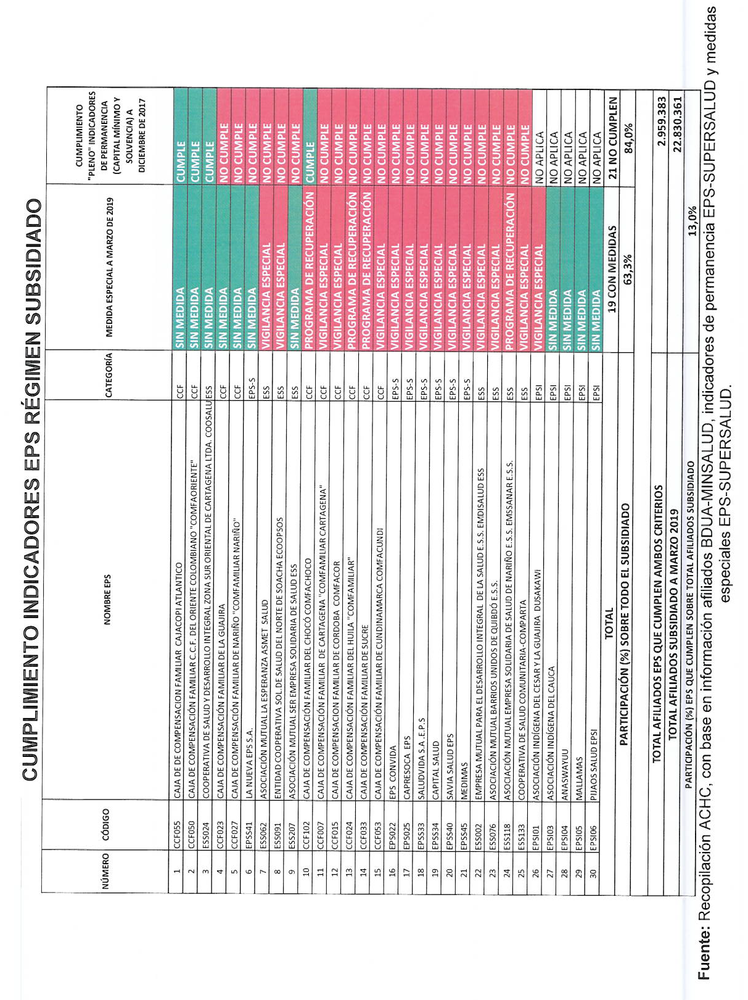 CUMPLIMIENTO INDICADORES EPS RÉGIMEN SUBSIDIADO
NÚMERO CÓDIGO NOMBRE EPS CATEGORÍA MEDIDA ESPECIAL A MARZO DE 2019 CUMPLIMIENTO "PLENO" INDICADORES DE PERMANENCIA (CAPITAL MÍNIMO Y SOLVENCIA) A DICIEMBRE DE 2017
1 CCF055 CAJA DE DE COMPENSACION FAMILIAR CAJACOPI ATLANTICO CCF SIN MEDIDA CUMPLE
2 CCF050 CAJA DE COMPENSACIÓN FAMILIAR C.C.F. DEL ORIENTE COLOMBIANO "COMFAORIENTE" CCF SIN MEDIDA CUMPLE
3 ESS024 COOPERATIVA DE SALUD Y DESARROLLO INTEGRAL ZONA SUR ORIENTAL DE CARTAGENA LTDA. COOSALU ESS SIN MEDIDA CUMPLE
4 CCF023 CAJA DE COMPENSACIÓN FAMILIAR DE LA GUAJIRA CCF SIN MEDIDA NO CUMPLE
5 CCF027 CAJA DE COMPENSACIÓN FAMILIAR DE NARIÑO "COMFAMILIAR NARIÑO" CCF SIN MEDIDA NO CUMPLE
6 EPSS41 LA NUEVA EPS S.A. EPS-S SIN MEDIDA NO CUMPLE
7 ESS062 ASOCIACIÓN MUTUAL LA ESPERANZA ASMET SALUD ESS VIGILANCIA ESPECIAL NO CUMPLE
8 ESS091 ENTIDAD COOPERATIVA SOL.DE SALUD DEL NORTE DE SOACHA ECOOPSOS ESS VIGILANCIA ESPECIAL NO CUMPLE
9 ESS207 ASOCIACIÓN MUTUAL SER EMPRESA SOLIDARIA DE SALUD ESS ESS SIN MEDIDA NO CUMPLE
10 CCF102 CAJA DE COMPENSACIÓN FAMILIAR DEL CHOCÓ COMFACHOCO CCF PROGRAMA DE RECUPERACIÓN CUMPLE
11 CCF007 CAJA DE COMPENSACIÓN FAMILIAR DE CARTAGENA "COMFAMILIAR CARTAGENA" CCF VIGILANCIA ESPECIAL NO CUMPLE
12 CCF015 CAJA DE COMPENSACION FAMILIAR DE CORDOBA COMFACOR CCF VIGILANCIA ESPECIAL NO CUMPLE
13 CCF024 CAJA DE COMPENSACIÓN FAMILIAR DEL HUILA "COMFAMILIAR" CCF PROGRAMA DE RECUPERACIÓN NO CUMPLE
14 CCF033 CAJA DE COMPENSACIÓN FAMILIAR DE SUCRE CCF PROGRAMA DE RECUPERACIÓN NO CUMPLE
15 CCF053 CAJA DE COMPENSACIÓN FAMILIAR DE CUNDINAMARCA COMFACUNDI CCF VIGILANCIA ESPECIAL NO CUMPLE
16 EPS022 EPS CONVIDA EPS-S VIGILANCIA ESPECIAL NO CUMPLE
17 EPS025 CAPRESOCA EPS EPS-S VIGILANCIA ESPECIAL NO CUMPLE
18 EPSS33 SALUDVIDA S.A .E.P.S EPS-S VIGILANCIA ESPECIAL NO CUMPLE
19 EPSS34 CAPITAL SALUD EPS-S VIGILANCIA ESPECIAL NO CUMPLE
20 EPSS40 SAVIA SALUD EPS EPS-S VIGILANCIA ESPECIAL NO CUMPLE
21 EPSS45 MEDIMAS EPS-S VIGILANCIA ESPECIAL NO CUMPLE
22 ESS002 EMPRESA MUTUAL PARA EL DESARROLLO INTEGRAL DE LA SALUD E.S.S. EMDISALUD ESS ESS VIGILANCIA ESPECIAL NO CUMPLE
23 ESS076 ASOCIACIÓN MUTUAL BARRIOS UNIDOS DE QUIBDÓ E.S.S. ESS VIGILANCIA ESPECIAL NO CUMPLE
24 ESS118 ASOCIACIÓN MUTUAL EMPRESA SOLIDARIA DE SALUD DE NARIÑO E.S.S. EMSSANAR E.S.S. ESS PROGRAMA DE RECUPERACIÓN NO CUMPLE
25 ESS133 COOPERATIVA DE SALUD COMUNITARIA-COMPARTA ESS VIGILANCIA ESPECIAL NO CUMPLE
26 EPSI01 ASOCIACIÓN INDÍGENA DEL CESAR Y LA GUAJIRA DUSAKAWI EPSI VIGILANCIA ESPECIAL NO APLICA
27 EPSI03 ASOCIACIÓN INDÍGENA DEL CAUCA EPSI SIN MEDIDA NO APLICA
28 EPSI04 ANASWAYUU EPSI SIN MEDIDA NO APLICA
29 EPSI05 MALLAMAS EPSI SIN MEDIDA NO APLICA
30 EPSI06 PIJAOS SALUD EPSI EPSI SIN MEDIDA NO APLICA
TOTAL 19 CON MEDIDAS 21 NO CUMPLEN
PARTICIPACIÓN (%) SOBRE TODO EL SUBSIDIADO 63,3% 84,0%
TOTAL AFILIADOS EPS QUE CUMPLEN AMBOS CRITERIOS 2.959.383
TOTAL AFILIADOS SUBSIDIADO A MARZO 2019 22.830.361
PARTICIPACIÓN (%) EPS QUE CUMPLEN SOBRE TOTAL AFILIADOS SUBSIDIADO 13,0%
Fuente: Recopilación ACHC, con base en información afiliados BDUA-MINSALUD, indicadores de permanencia EPS-SUPERSALUD y medidas
especiales EPS-SUPERSALUD.